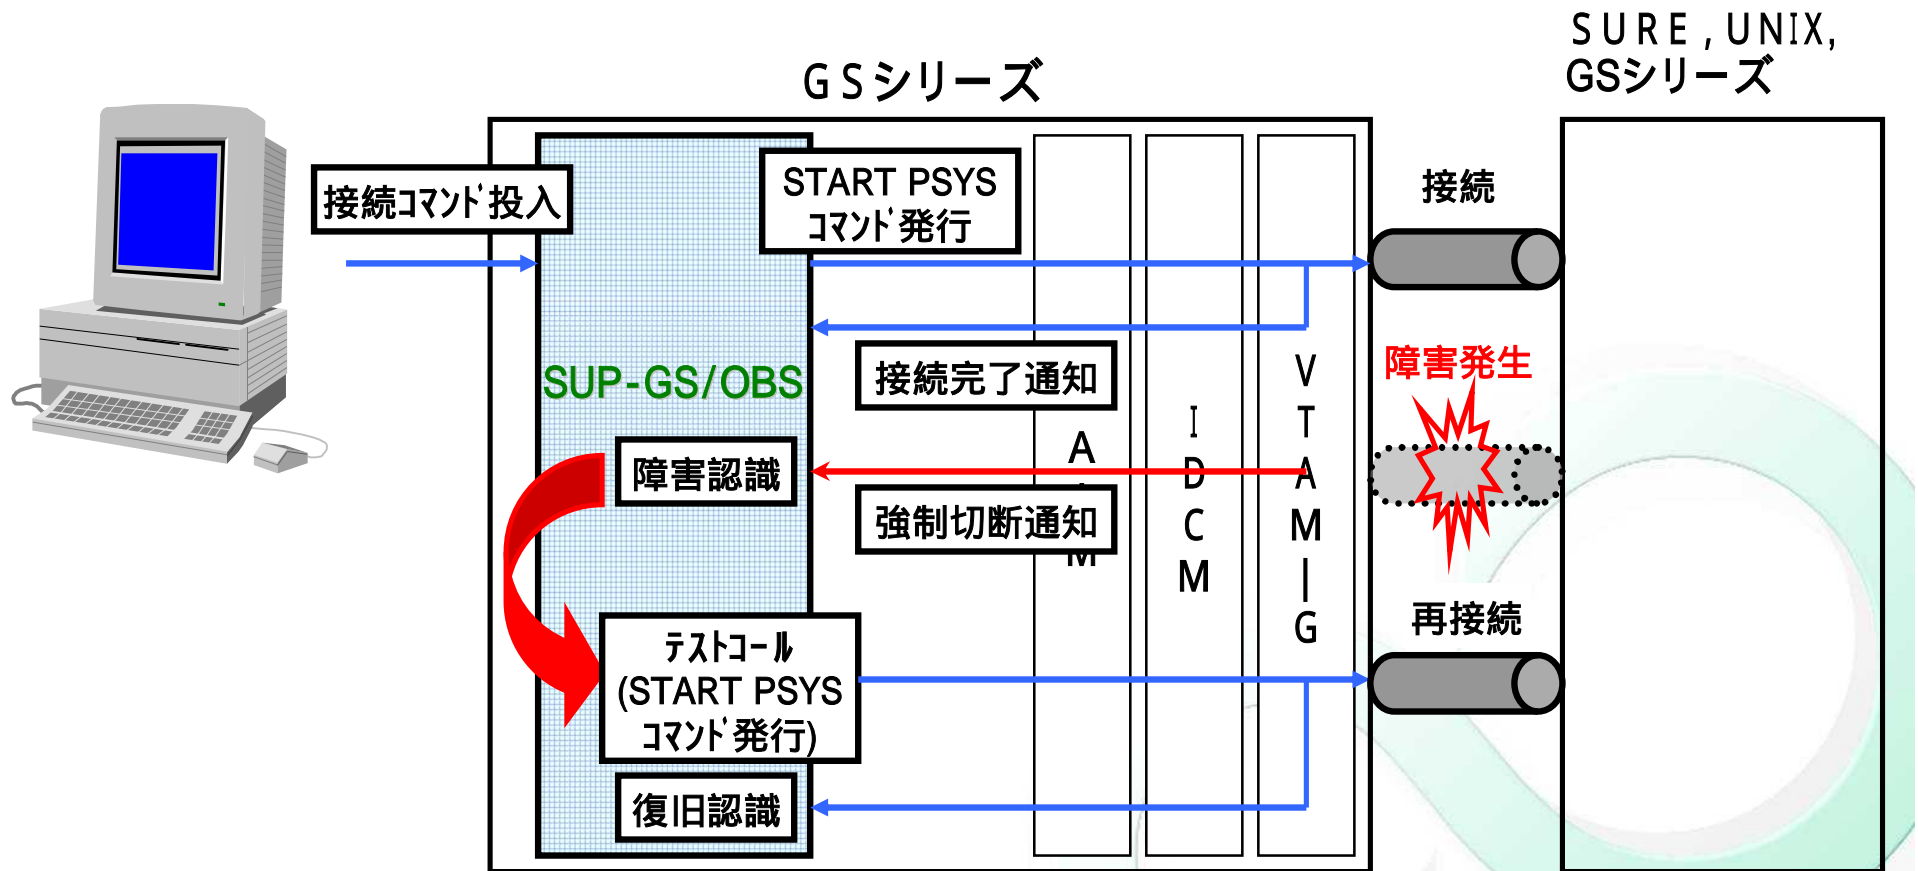 SURE,UNIX,
GSシリーズ
GSシリーズ
接続コマンド投入
START PSYS
コマンド発行
接続
SUP-GS/OBS
接続完了通知
障害発生
障害認識
強制切断通知
A
M
IDCM
VTAM|G
再接続
テストコール
(START PSYS
コマンド発行)
復旧認識